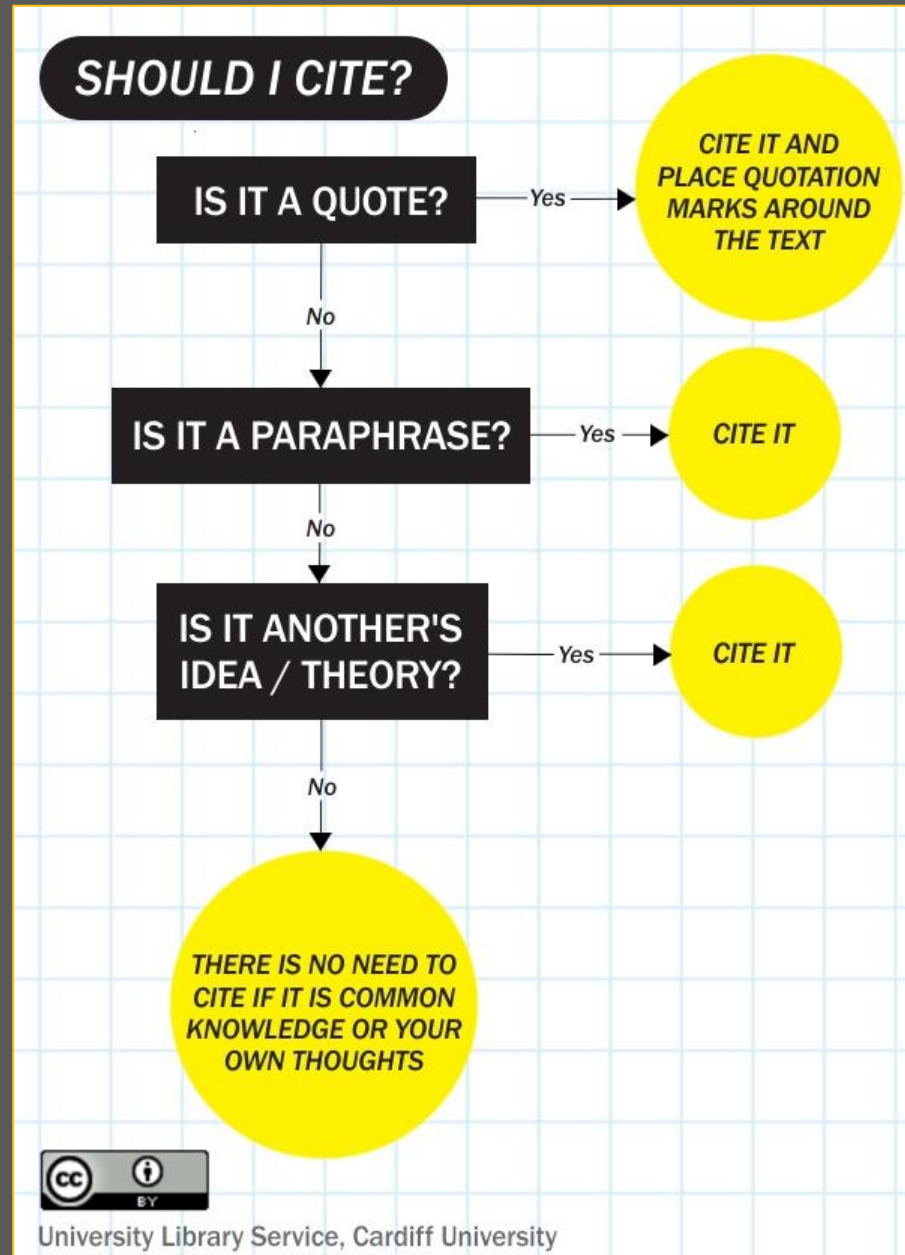 SHOULD I CITE?
IS IT A QUOTE?
Yes
CITE IT AND
PLACE QUOTATION
MARKS AROUND
THE TEXT
No
IS IT A PARAPHRASE?
Yes
CITE IT
No
IS IT ANOTHER'S
IDEA / THEORY?
Yes
CITE IT
No
THERE IS NO NEED TO
CITE IF IT IS COMMON
KNOWLEDGE OR YOUR
OWN THOUGHTS
cc
BY
University Library Service, Cardiff University